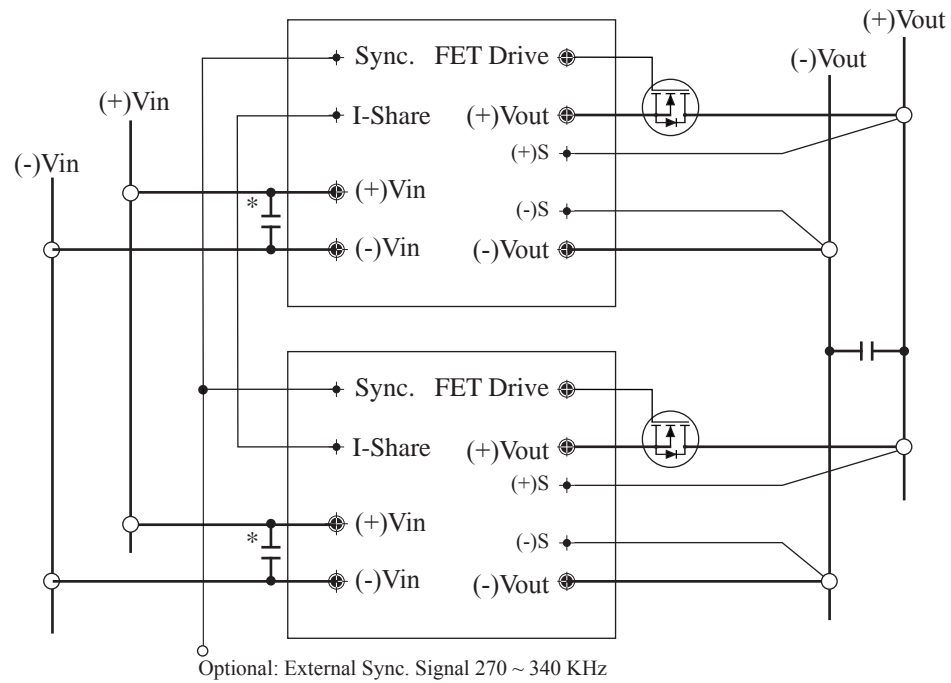 (+)Vout
(-)Vout
(+)Vin
(-)Vin
Sync. FET Drive
I-Share (+)Vout
(+)S
* (+)Vin
(-)S
(-)Vin (-)Vout
Sync. FET Drive
I-Share (+)Vout
(+)S
* (+)Vin
(-)S
(-)Vin (-)Vout
Optional: External Sync. Signal 270 ~ 340 KHz